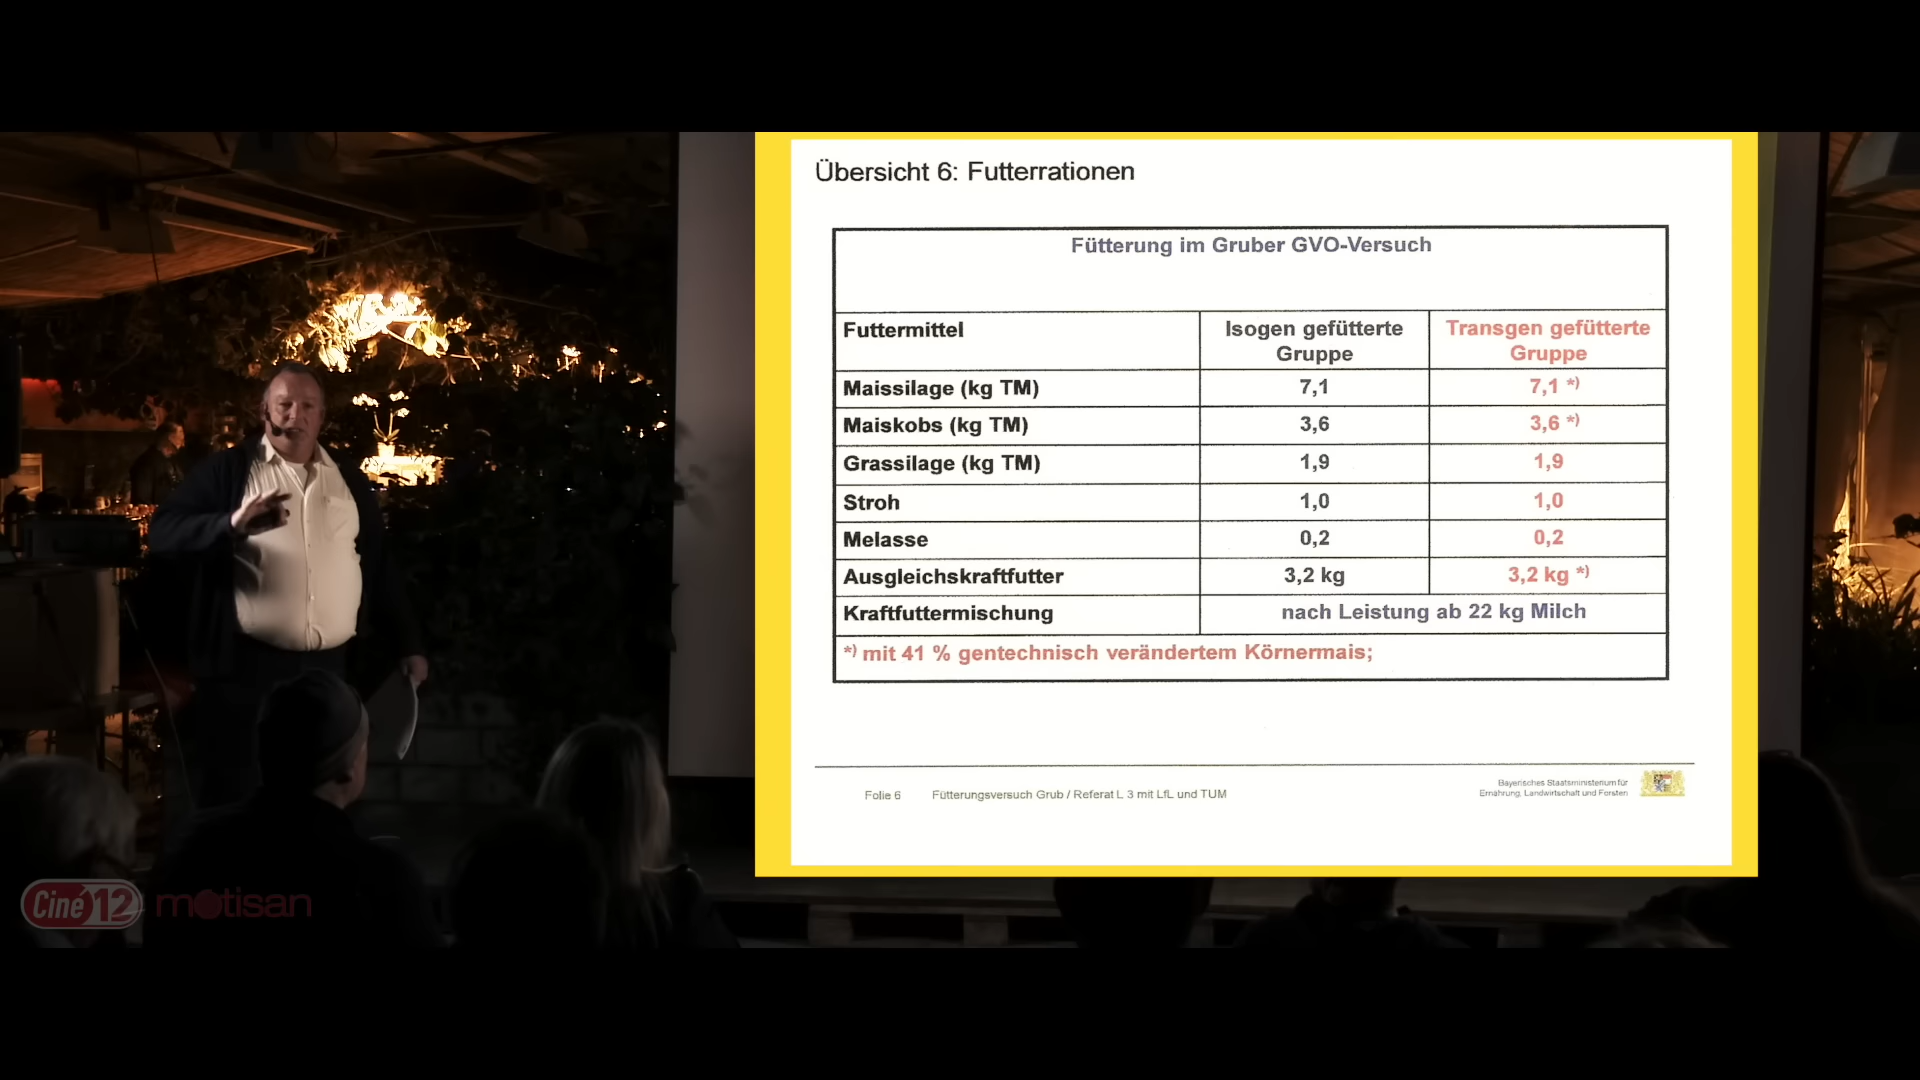 Übersicht 6: Futterrationen
Fütterung im Gruber GVO-Versuch
Futtermittel
Isogen gefütterte Gruppe
Transgen gefütterte Gruppe
Maissilage (kg TM) 7,1 7,1 *)
Maiskobs (kg TM) 3,6 3,6 *)
Grassilage (kg TM) 1,9 1,9
Stroh 1,0 1,0
Melasse 0,2 0,2
Ausgleichskraftfutter 3,2 kg 3,2 kg *)
Kraftfuttermischung nach Leistung ab 22 kg Milch
*) mit 41 % gentechnisch verändertem Körnermais;
Folie 6 Fütterungsversuch Grub / Referat L 3 mit LfL und TUM
Bayerisches Staatsministerium für
Ernährung, Landwirtschaft und Forsten
Ciné12 motisan